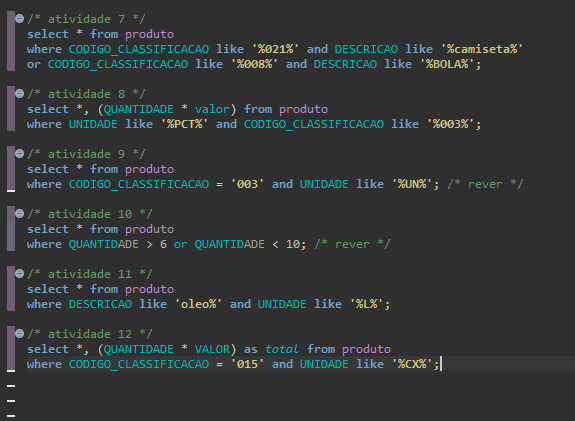 /* atividade 7 */
select * from produto
where CODIGO_CLASSIFICACAO like '%021%' and DESCRICAO like '%camiseta%'
or CODIGO_CLASSIFICACAO like '%008%' and DESCRICAO like '%BOLA%';
/* atividade 8 */
select *, (QUANTIDADE * valor) from produto
where UNIDADE like '%PCT%' and CODIGO_CLASSIFICACAO like '%003%';
/* atividade 9 */
select * from produto
where CODIGO_CLASSIFICACAO = '003' and UNIDADE like '%UN%'; /* rever */
/* atividade 10 */
select * from produto
where QUANTIDADE > 6 or QUANTIDADE < 10; /* rever */
/* atividade 11 */
select * from produto
where DESCRICAO like 'oleo%' and UNIDADE like '%L%';
/* atividade 12 */
select *, (QUANTIDADE * VALOR) as total from produto
where CODIGO_CLASSIFICACAO = '015' and UNIDADE like '%CX%';